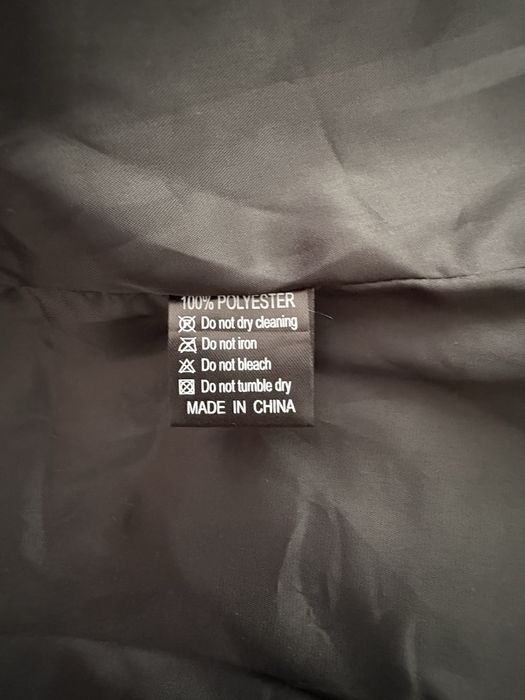 100% POLYESTER
Do not dry cleaning
Do not iron
Do not bleach
Do not tumble dry
MADE IN CHINA